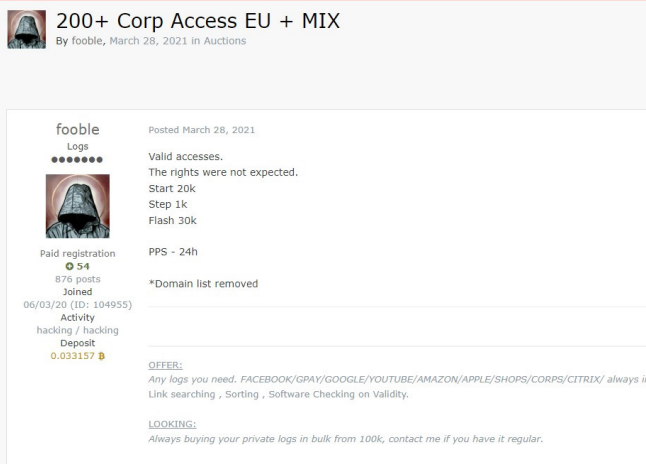 200+ Corp Access EU + MIX
By fooble, March 28, 2021 in Auctions
fooble
Logs
Paid registration
54
876 posts
Joined
06/03/20 (ID: 104955)
Activity
hacking / hacking
Deposit
0.033157 ฿
Posted March 28, 2021
Valid accesses.
The rights were not expected.
Start 20k
Step 1k
Flash 30k
PPS - 24h
*Domain list removed
OFFER:
Any logs you need. FACEBOOK/GPAY/GOOGLE/YOUTUBE/AMAZON/APPLE/SHOPS/CORPS/CITRIX/ always
Link searching , Sorting , Software Checking on Validity.
LOOKING:
Always buying your private logs in bulk from 100k, contact me if you have it regular.